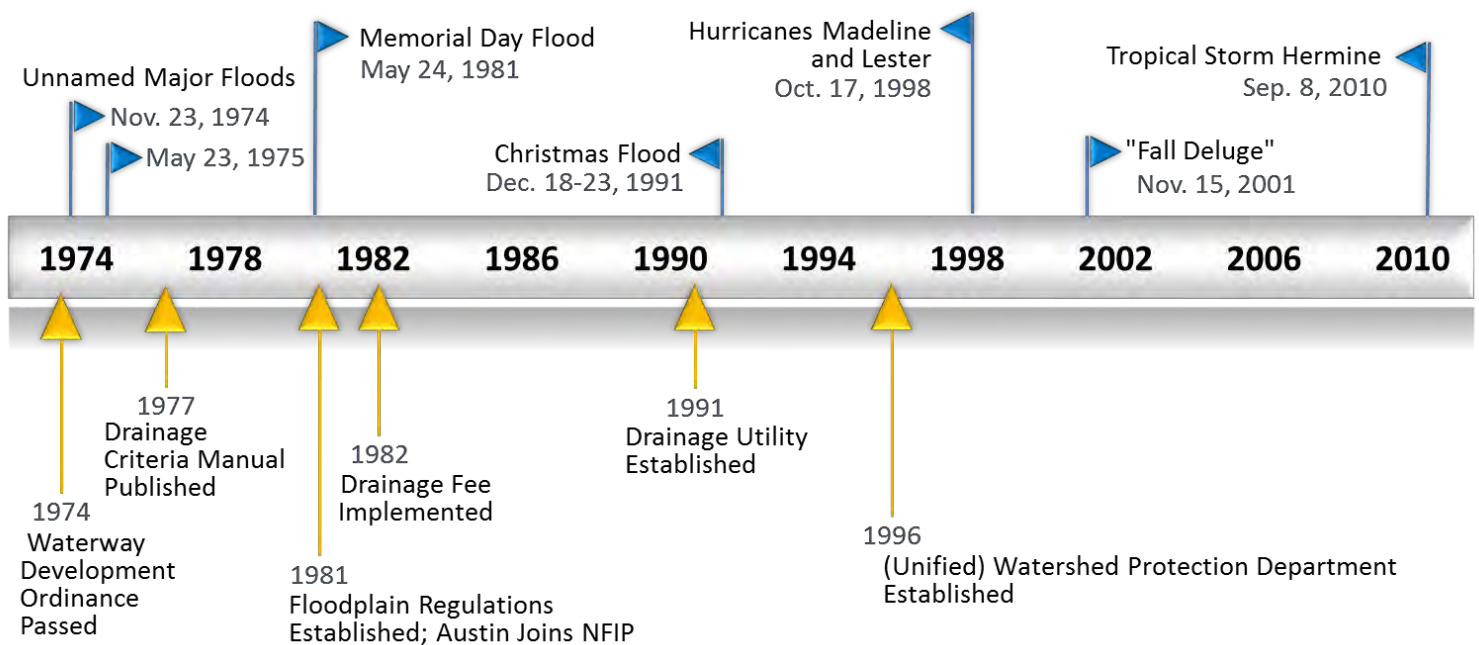 Unnamed Major Floods
Nov. 23, 1974
May 23, 1975
Memorial Day Flood
May 24, 1981
Christmas Flood
Dec. 18-23, 1991
Hurricanes Madeline
and Lester
Oct. 17, 1998
"Fall Deluge"
Nov. 15, 2001
Tropical Storm Hermine
Sep. 8, 2010
1974 1978 1982 1986 1990 1994 1998 2002 2006 2010
1974
Waterway
Development
Ordinance
Passed
1977
Drainage
Criteria Manual
Published
1981
Floodplain Regulations
Established; Austin Joins NFIP
1982
Drainage Fee
Implemented
1991
Drainage Utility
Established
1996
(Unified) Watershed Protection Department
Established